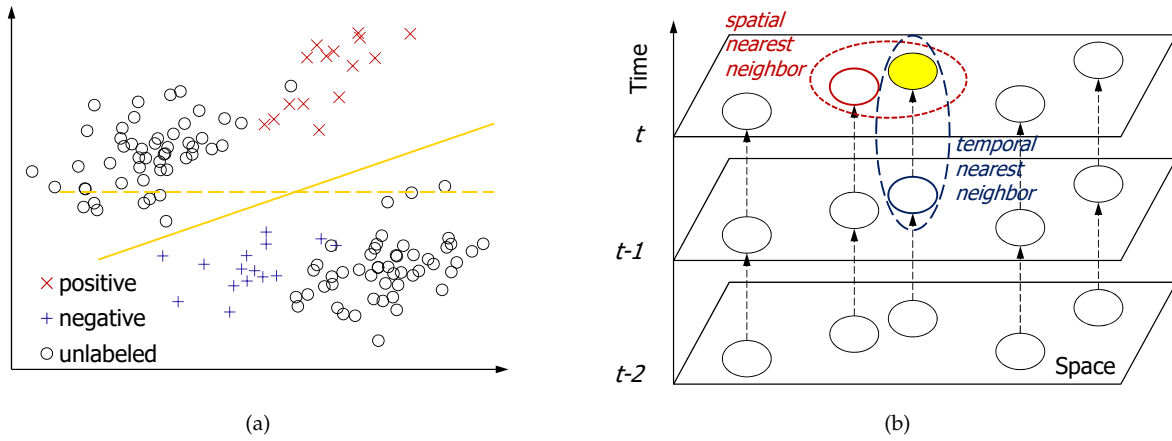 positive
negative
unlabeled
(a)
spatial
nearest
neighbor
Time
t
temporal
nearest
neighbor
t-1
t-2
Space
(b)